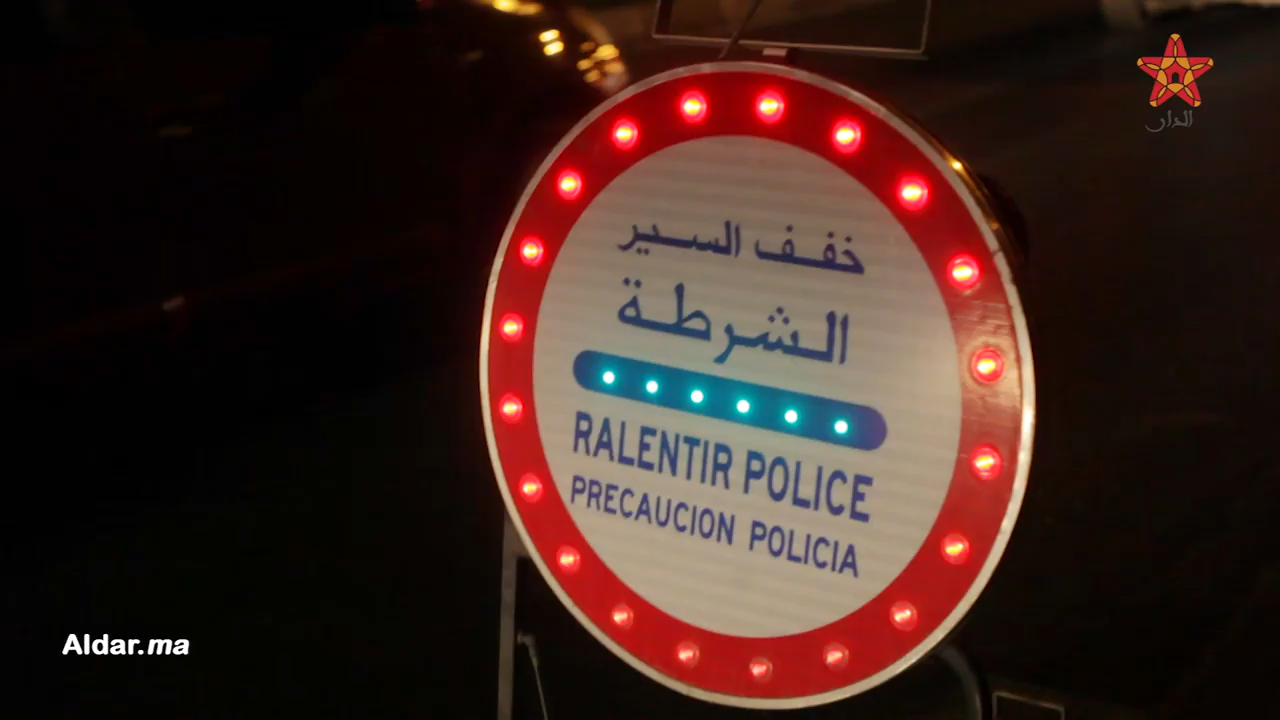 الدار
خفف السير
الشرطة
RALENTIR POLICE
PRECAUCION POLICIA
Aldar.ma